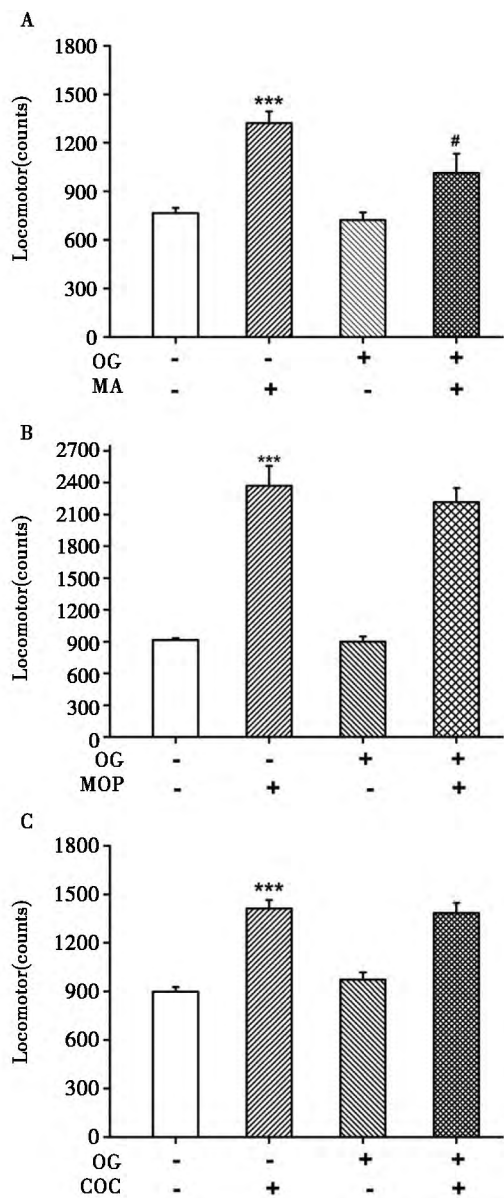 A
Locomotor(counts)
1800
1500
1200
900
600
300
0
***
#
OG - - + +
MA - + - +
B
Locomotor(counts)
2700
2400
2100
1800
1500
1200
900
600
300
0
***
OG - - + +
MOP - + - +
C
Locomotor(counts)
1800
1500
1200
900
600
300
0
***
OG - - + +
COC - + - +